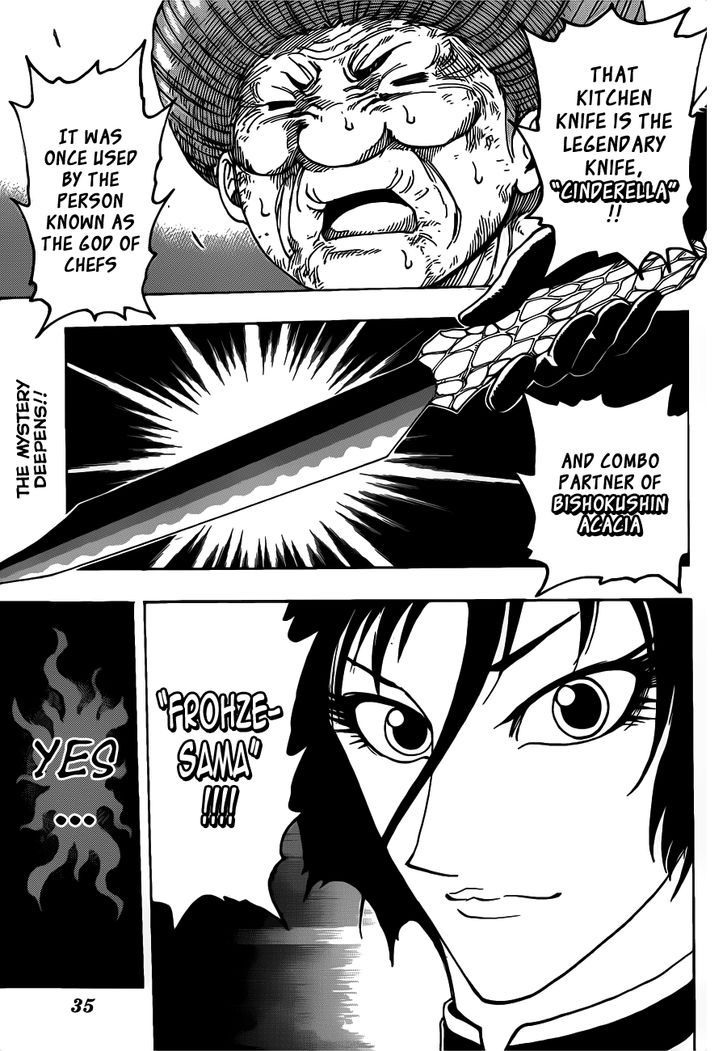 THAT
KITCHEN
KNIFE IS THE
LEGENDARY
KNIFE,
"CINDERELLA"
!!
IT WAS
ONCE USED
BY THE
PERSON
KNOWN AS
THE GOD OF
CHEFS
AND COMBO
PARTNER OF
BISHOKUSHIN
ACACIA
THE MYSTERY
DEEPENS!!
"FROHZE-
SAMA"
!!!!
YES
...
35